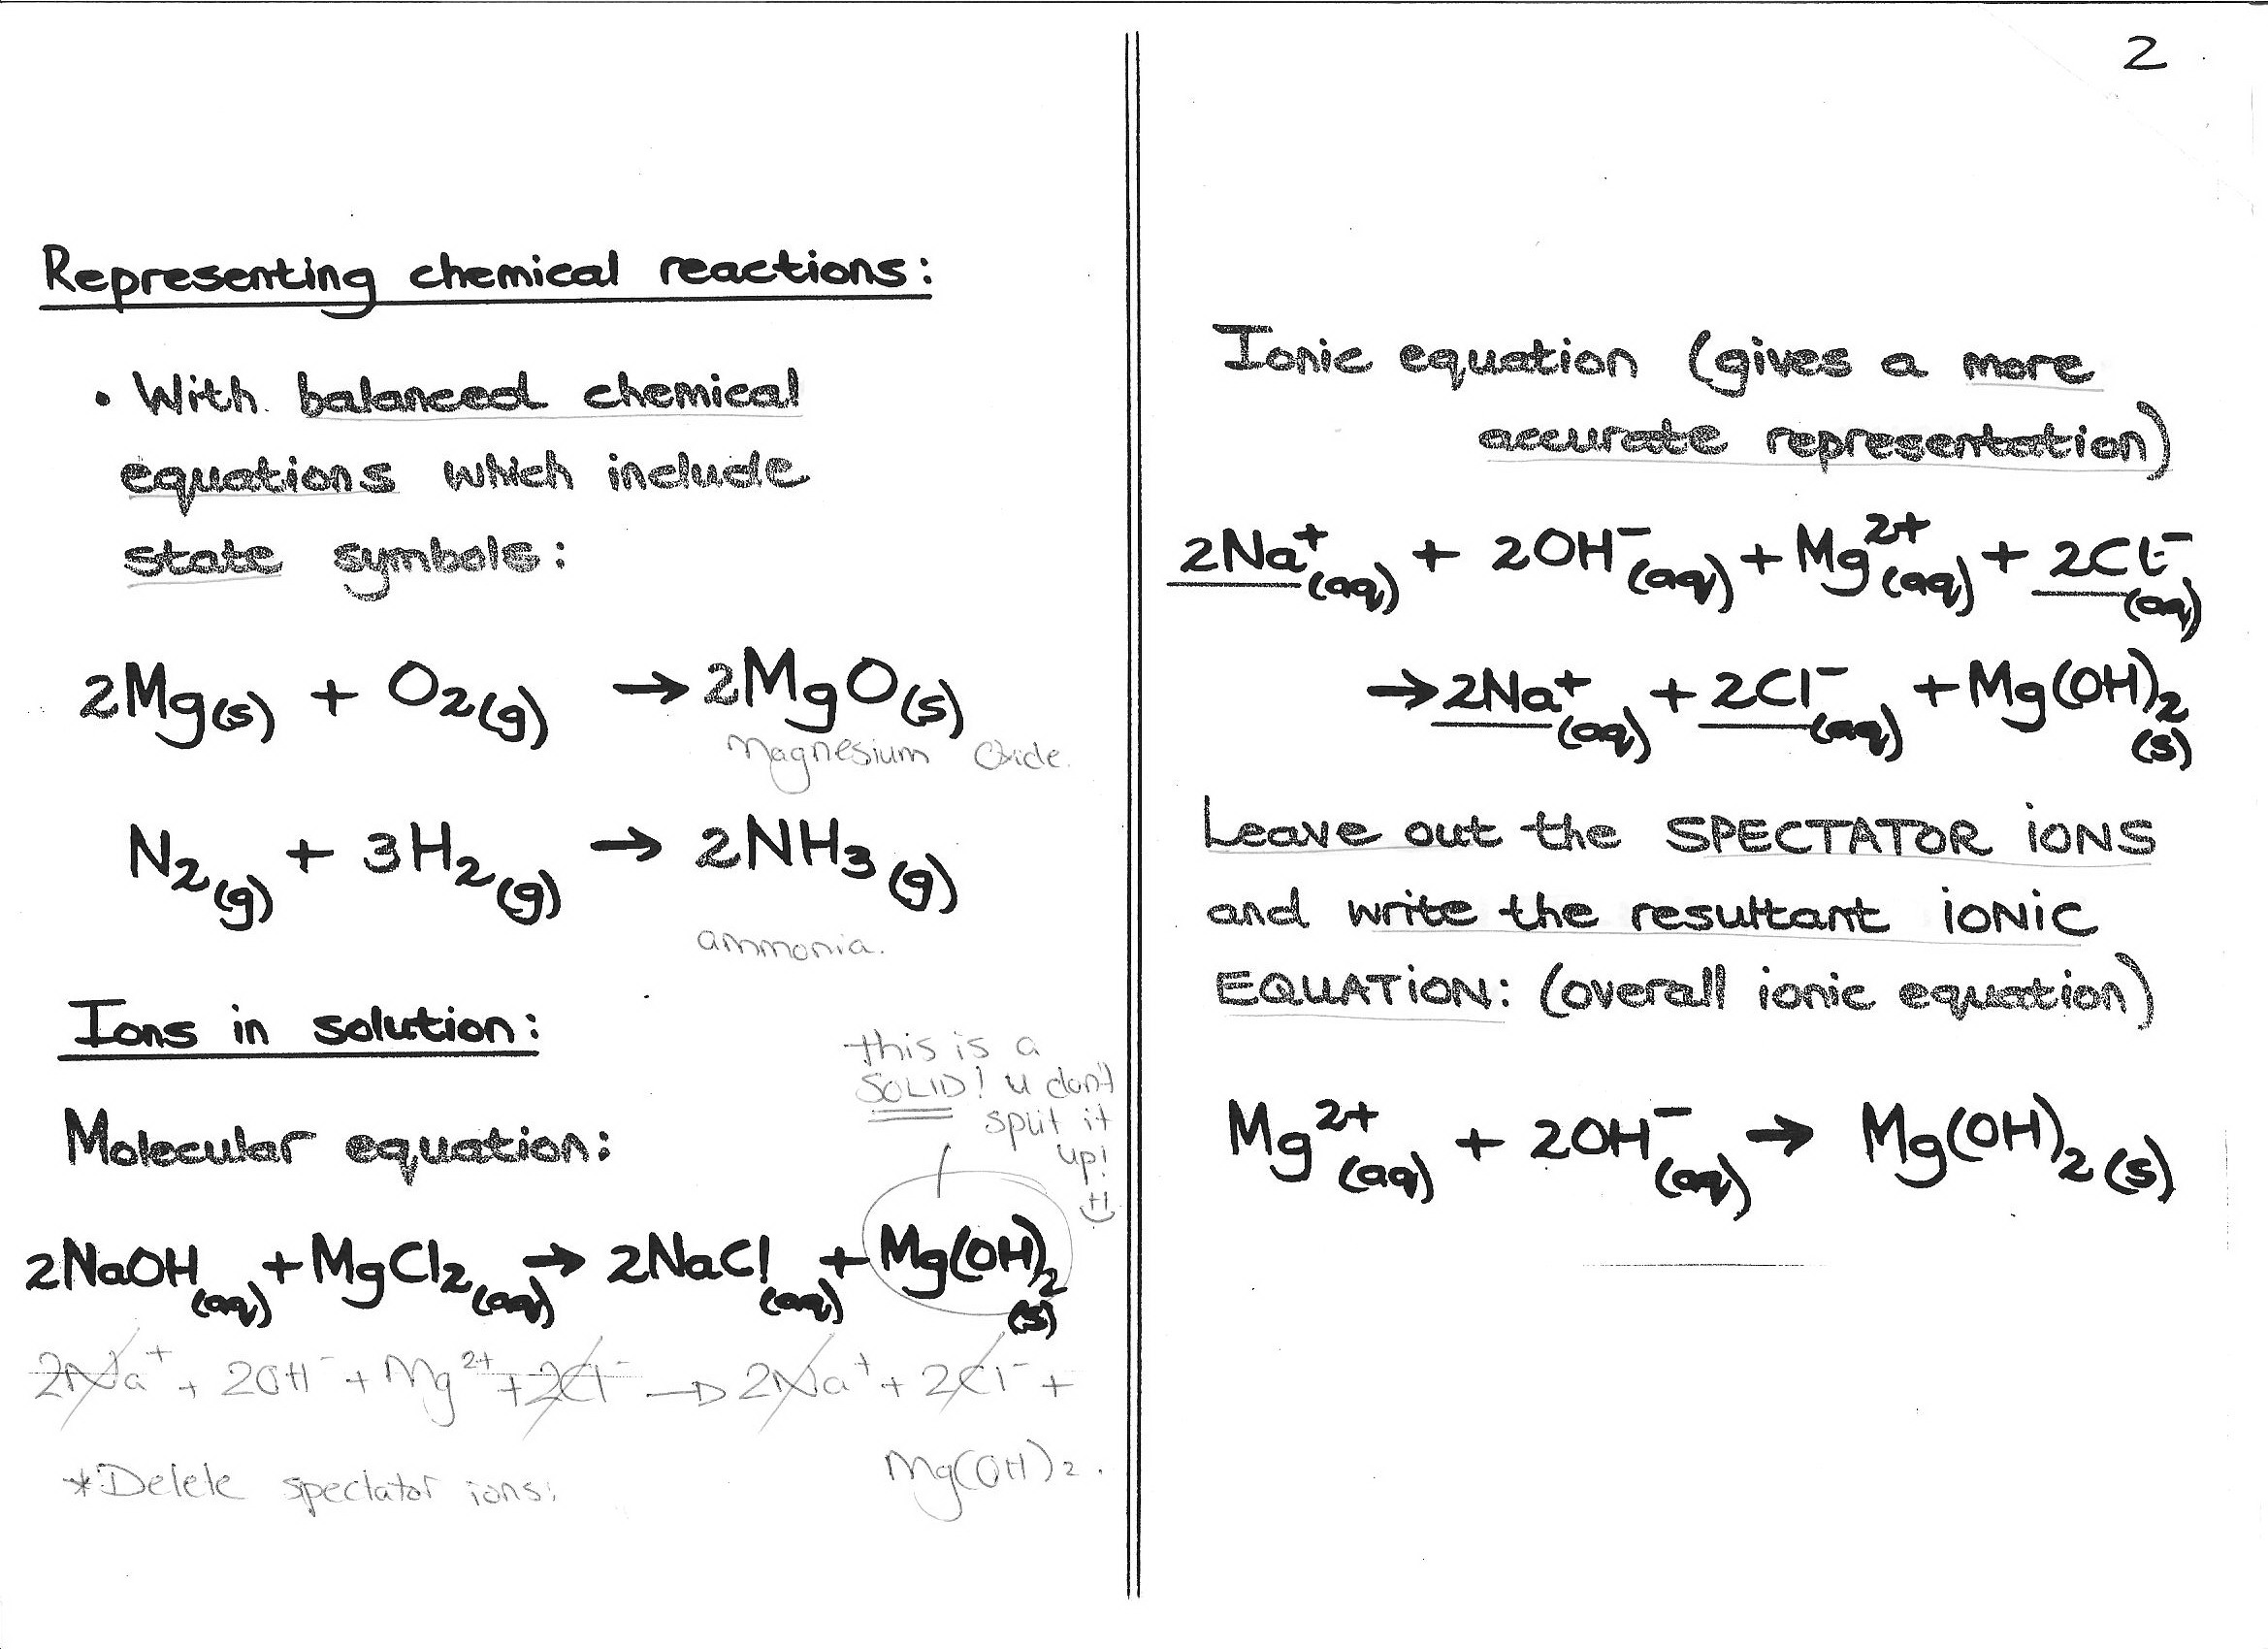 2
Representing chemical reactions:
• With balanced chemical
equations which include
state symbols:
2Mg(s) + O₂(g) → 2MgO(s)
Magnesium Oxide.
N₂(g) + 3H₂(g) → 2NH₃(g)
ammonia.
Ions in solution:
this is a
SOLID! u don't
split it
up!
Molecular equation:
2NaOH(aq) + MgCl₂(aq) → 2NaCl(aq) + Mg(OH)₂(s)
2Na⁺ + 2OH⁻ + Mg²⁺ + 2Cl⁻ → 2Na⁺ + 2Cl⁻ +
Mg(OH)₂.
*Delete spectator ions.
Ionic equation (gives a more
accurate representation)
2Na⁺(aq) + 2OH⁻(aq) + Mg²⁺(aq) + 2Cl⁻(aq)
→ 2Na⁺(aq) + 2Cl⁻(aq) + Mg(OH)₂(s)
Leave out the SPECTATOR IONS
and write the resultant IONIC
EQUATION: (overall ionic equation)
Mg²⁺(aq) + 2OH⁻(aq) → Mg(OH)₂(s)